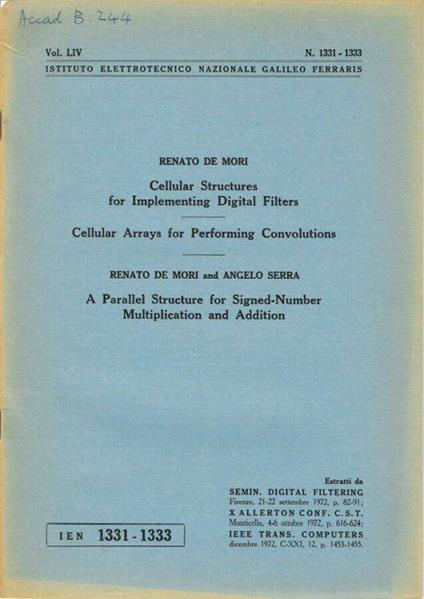 Accad B. 244
Vol. LIV N. 1331 - 1333
ISTITUTO ELETTROTECNICO NAZIONALE GALILEO FERRARIS
RENATO DE MORI
Cellular Structures
for Implementing Digital Filters
Cellular Arrays for Performing Convolutions
RENATO DE MORI and ANGELO SERRA
A Parallel Structure for Signed-Number
Multiplication and Addition
Estratti da
SEMIN. DIGITAL FILTERING
Firenze, 21-22 settembre 1972, p. 82-91;
X ALLERTON CONF. C.S.T.
Monticello, 4-6 ottobre 1972, p. 616-624;
IEEE TRANS. COMPUTERS
dicembre 1972, C-XXI, 12, p. 1453-1455.
IEN 1331-1333